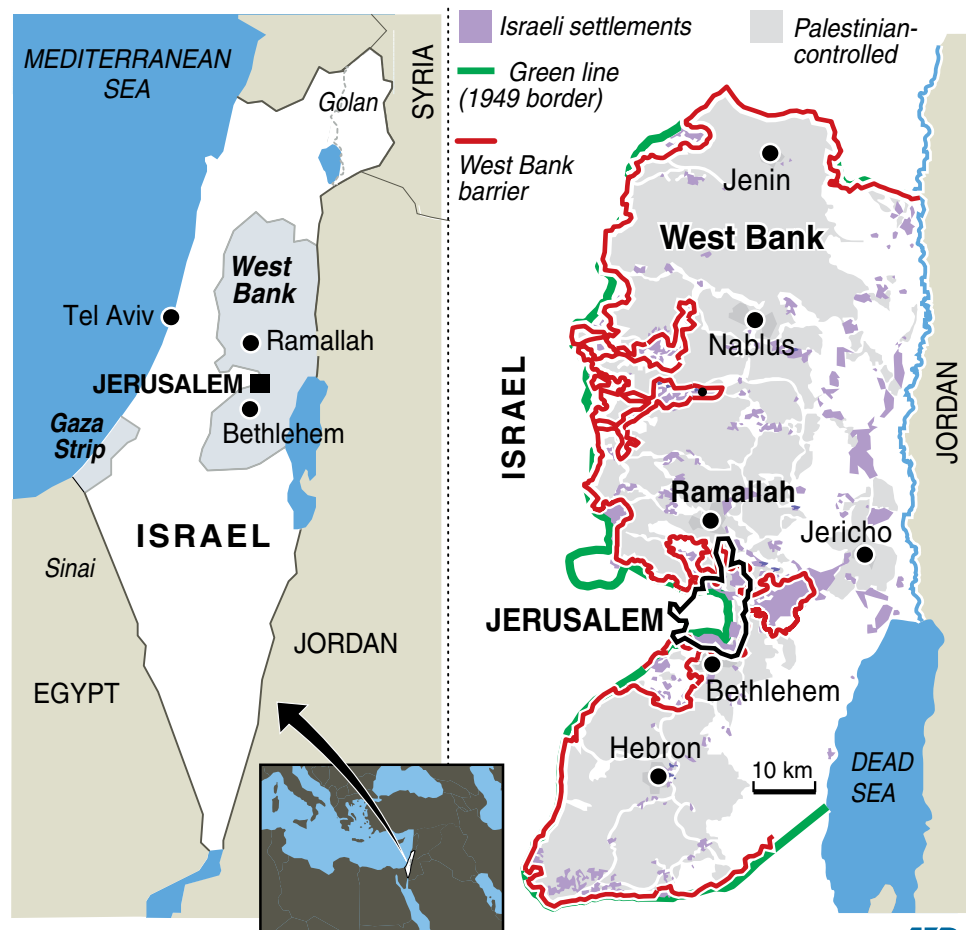 MEDITERRANEAN
SEA
Golan
SYRIA
West
Bank
Tel Aviv
Ramallah
JERUSALEM
Gaza
Strip
Bethlehem
ISRAEL
Sinai
JORDAN
EGYPT
Israeli settlements
Palestinian-
controlled
Green line
(1949 border)
West Bank
barrier
Jenin
West Bank
Nablus
ISRAEL
JORDAN
Ramallah
Jericho
JERUSALEM
Bethlehem
Hebron
10 km
DEAD
SEA